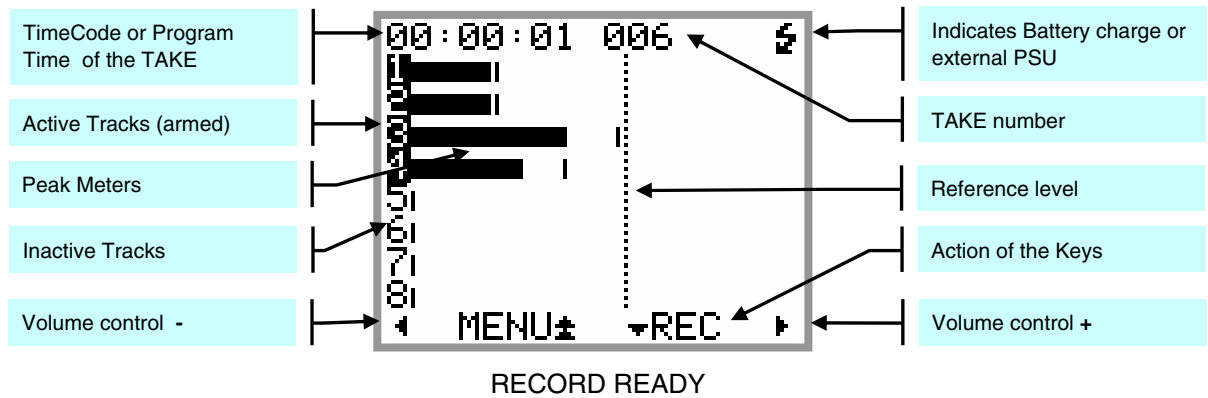 TimeCode or Program
Time of the TAKE
Active Tracks (armed)
Peak Meters
Inactive Tracks
Volume control -
00:00:01 006
1
2
3
4
5
6
7
8
MENU REC
Indicates Battery charge or
external PSU
TAKE number
Reference level
Action of the Keys
Volume control +
RECORD READY